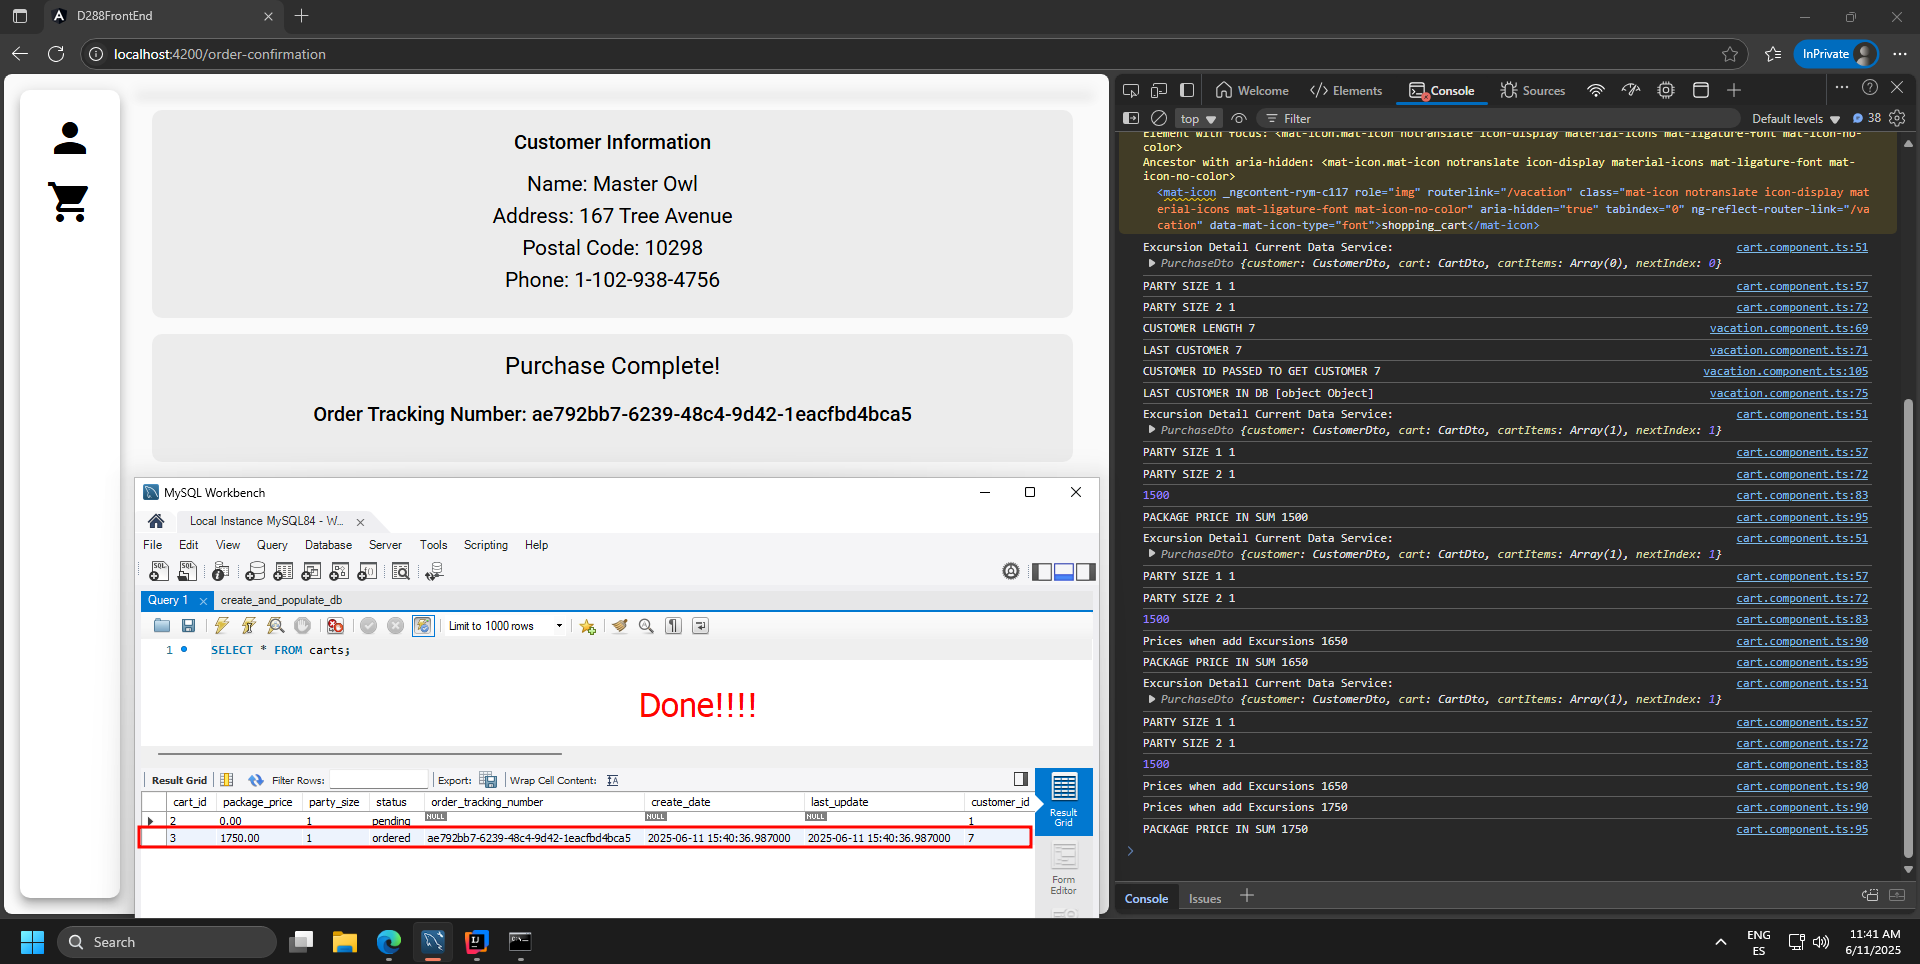 D288FrontEnd
localhost:4200/order-confirmation
InPrivate
Customer Information
Name: Master Owl
Address: 167 Tree Avenue
Postal Code: 10298
Phone: 1-102-938-4756
Purchase Complete!
Order Tracking Number: ae792bb7-6239-48c4-9d42-1eacfbd4bca5
MySQL Workbench
Local Instance MySQL84 - W...
File Edit View Query Database Server Tools Scripting Help
Query 1 create_and_populate_db
Limit to 1000 rows
1 SELECT * FROM carts;
Done!!!!
Result Grid Filter Rows: Export: Wrap Cell Content:
cart_id package_price party_size status order_tracking_number create_date last_update customer_id
2 0.00 1 pending NULL NULL NULL 1
3 1750.00 1 ordered ae792bb7-6239-48c4-9d42-1eacfbd4bca5 2025-06-11 15:40:36.987000 2025-06-11 15:40:36.987000 7
Result
Grid
Form
Editor
Welcome Elements Console Sources
top Filter Default levels 38
Element with focus: <mat-icon.mat-icon notranslate icon-display material-icons mat-ligature-font mat-icon-no-
color>
Ancestor with aria-hidden: <mat-icon.mat-icon notranslate icon-display material-icons mat-ligature-font mat-
icon-no-color>
<mat-icon _ngcontent-rym-c117 role="img" routerlink="/vacation" class="mat-icon notranslate icon-display mat
erial-icons mat-ligature-font mat-icon-no-color" aria-hidden="true" tabindex="0" ng-reflect-router-link="/va
cation" data-mat-icon-type="font">shopping_cart</mat-icon>
Excursion Detail Current Data Service: cart.component.ts:51
PurchaseDto {customer: CustomerDto, cart: CartDto, cartItems: Array(0), nextIndex: 0}
PARTY SIZE 1 1 cart.component.ts:57
PARTY SIZE 2 1 cart.component.ts:72
CUSTOMER LENGTH 7 vacation.component.ts:69
LAST CUSTOMER 7 vacation.component.ts:71
CUSTOMER ID PASSED TO GET CUSTOMER 7 vacation.component.ts:105
LAST CUSTOMER IN DB [object Object] vacation.component.ts:75
Excursion Detail Current Data Service: cart.component.ts:51
PurchaseDto {customer: CustomerDto, cart: CartDto, cartItems: Array(1), nextIndex: 1}
PARTY SIZE 1 1 cart.component.ts:57
PARTY SIZE 2 1 cart.component.ts:72
1500 cart.component.ts:83
PACKAGE PRICE IN SUM 1500 cart.component.ts:95
Excursion Detail Current Data Service: cart.component.ts:51
PurchaseDto {customer: CustomerDto, cart: CartDto, cartItems: Array(1), nextIndex: 1}
PARTY SIZE 1 1 cart.component.ts:57
PARTY SIZE 2 1 cart.component.ts:72
1500 cart.component.ts:83
Prices when add Excursions 1650 cart.component.ts:90
PACKAGE PRICE IN SUM 1650 cart.component.ts:95
Excursion Detail Current Data Service: cart.component.ts:51
PurchaseDto {customer: CustomerDto, cart: CartDto, cartItems: Array(1), nextIndex: 1}
PARTY SIZE 1 1 cart.component.ts:57
PARTY SIZE 2 1 cart.component.ts:72
1500 cart.component.ts:83
Prices when add Excursions 1650 cart.component.ts:90
Prices when add Excursions 1750 cart.component.ts:90
PACKAGE PRICE IN SUM 1750 cart.component.ts:95
Console Issues
Search
ENG
ES
11:41 AM
6/11/2025